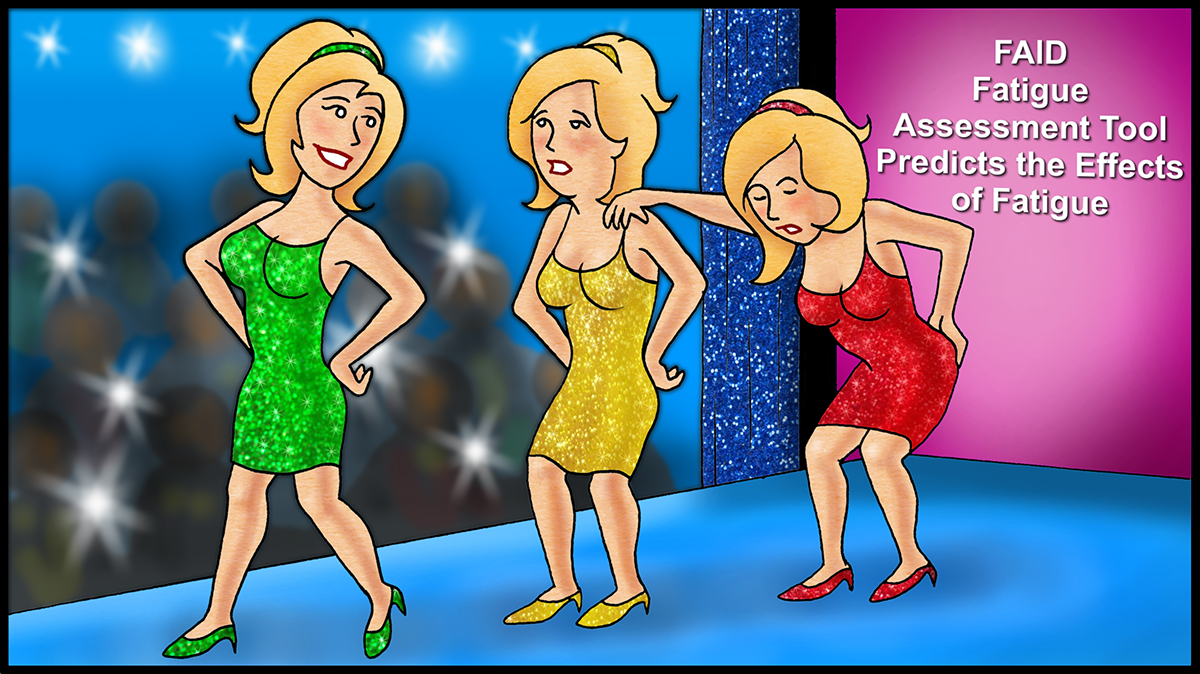 FAID
Fatigue
Assessment Tool
Predicts the Effects
of Fatigue